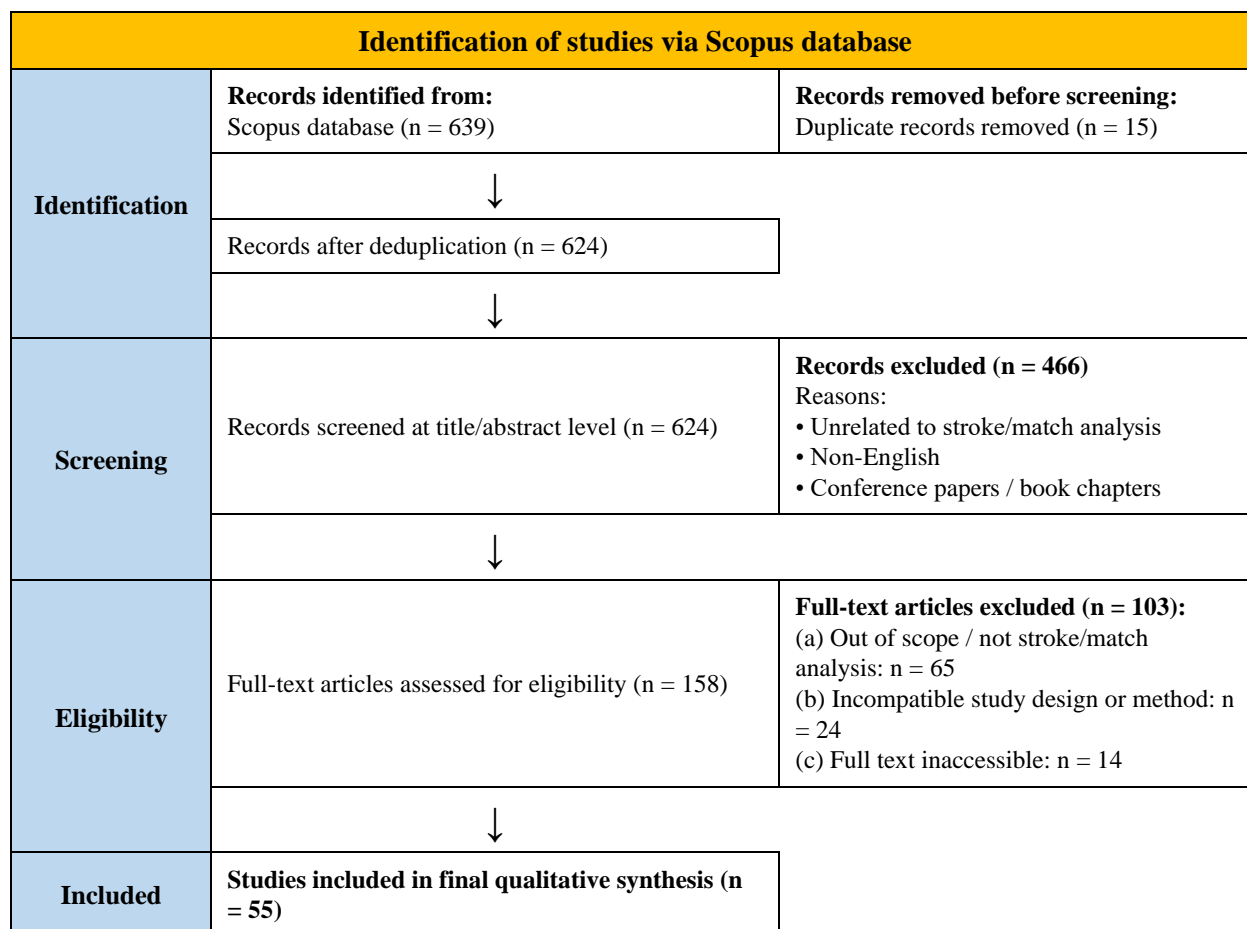 Identification of studies via Scopus database
Identification
Records identified from:
Scopus database (n = 639)
Records removed before screening:
Duplicate records removed (n = 15)
↓
Records after deduplication (n = 624)
↓
Screening
Records screened at title/abstract level (n = 624)
Records excluded (n = 466)
Reasons:
• Unrelated to stroke/match analysis
• Non-English
• Conference papers / book chapters
↓
Eligibility
Full-text articles assessed for eligibility (n = 158)
Full-text articles excluded (n = 103):
(a) Out of scope / not stroke/match
analysis: n = 65
(b) Incompatible study design or method: n
= 24
(c) Full text inaccessible: n = 14
↓
Included
Studies included in final qualitative synthesis (n
= 55)